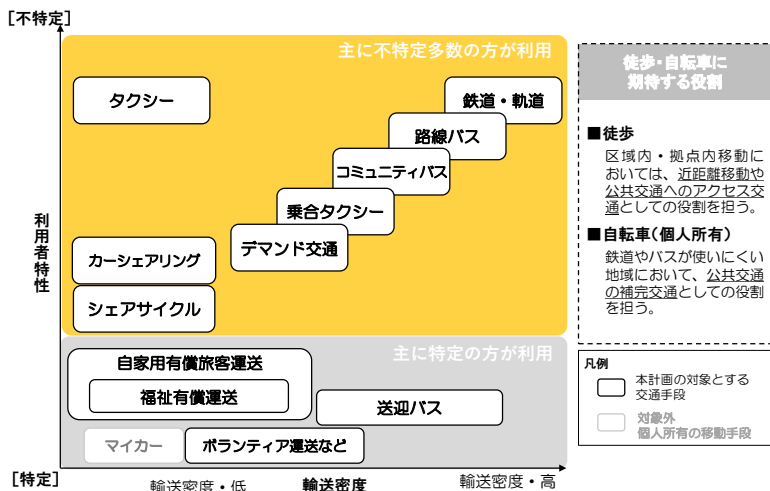 [不特定]
主に不特定多数の方が利用
タクシー
鉄道・軌道
路線バス
コミュニティバス
乗合タクシー
デマンド交通
カーシェアリング
シェアサイクル
利用者特性
主に特定の方が利用
自家用有償旅客運送
福祉有償運送
送迎バス
マイカー
ボランティア運送など
[特定]
輸送密度・低
輸送密度
輸送密度・高
徒歩・自転車に
期待する役割
■徒歩
区域内・拠点内移動に
おいては、近距離移動や
公共交通へのアクセス交
通としての役割を担う。
■自転車(個人所有)
鉄道やバスが使いにくい
地域において、公共交通
の補完交通としての役割
を担う。
凡例
本計画の対象とする
交通手段
対象外
個人所有の移動手段